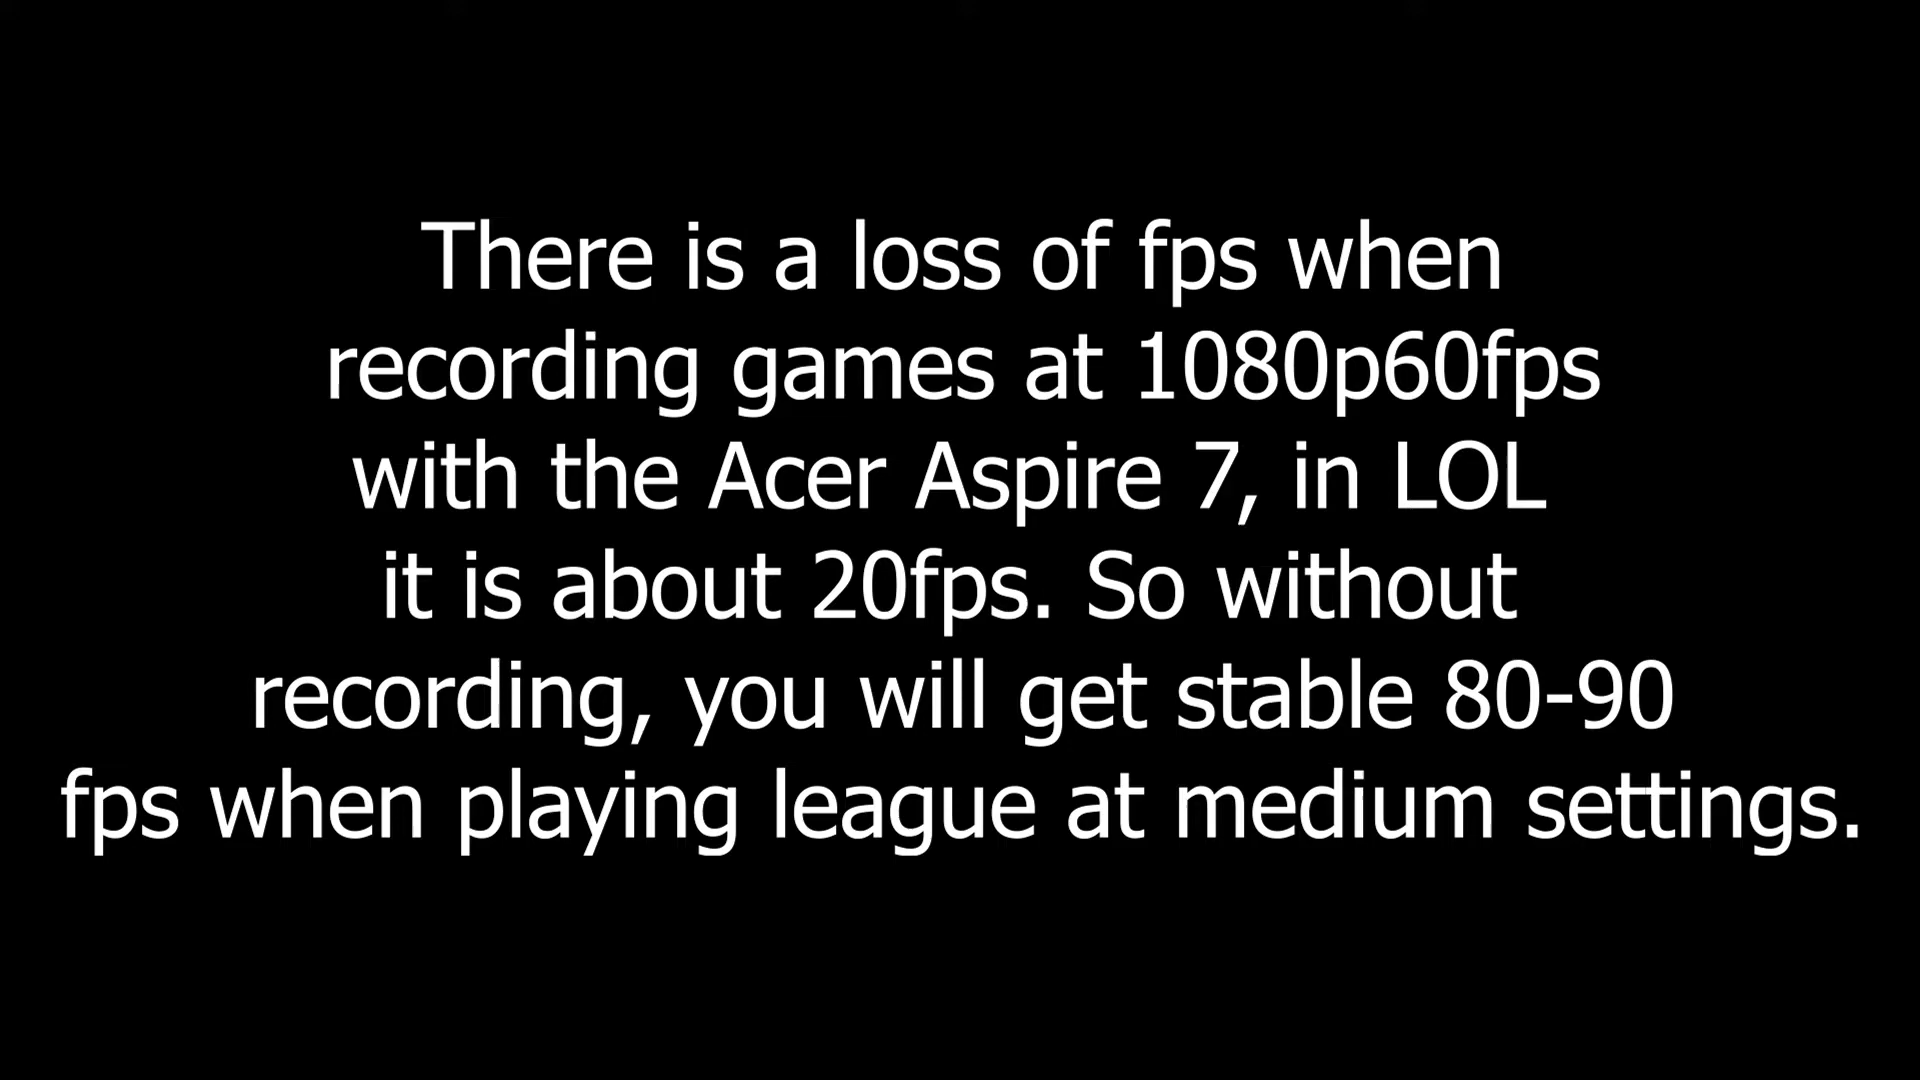 There is a loss of fps when
recording games at 1080p60fps
with the Acer Aspire 7, in LOL
it is about 20fps. So without
recording, you will get stable 80-90
fps when playing league at medium settings.